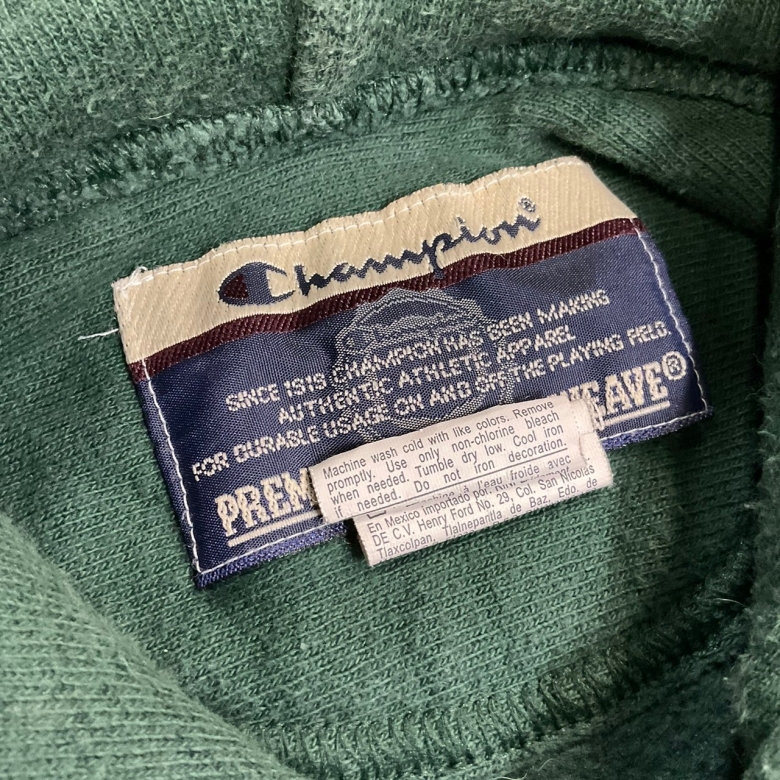 Champion®
SINCE 1919 CHAMPION HAS BEEN MAKING
AUTHENTIC ATHLETIC APPAREL
FOR DURABLE USAGE ON AND OFF THE PLAYING FIELD.
PREM EAVE®
Machine wash cold with like colors. Remove
promptly. Use only non-chlorine bleach
when needed. Tumble dry low. Cool iron
if needed. Do not iron decoration.
à l'eau froide avec
En Mexico importado por
DE C.V. Henry Ford No. 29, Col. San Nicolas
Tlaxcolpan, Tlalnepantla de Baz, Edo. de